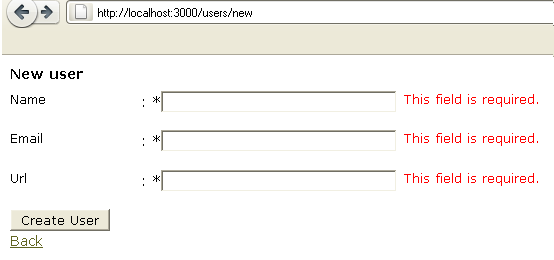 http://localhost:3000/users/new
New user
Name : * This field is required.
Email : * This field is required.
Url : * This field is required.
Create User
Back